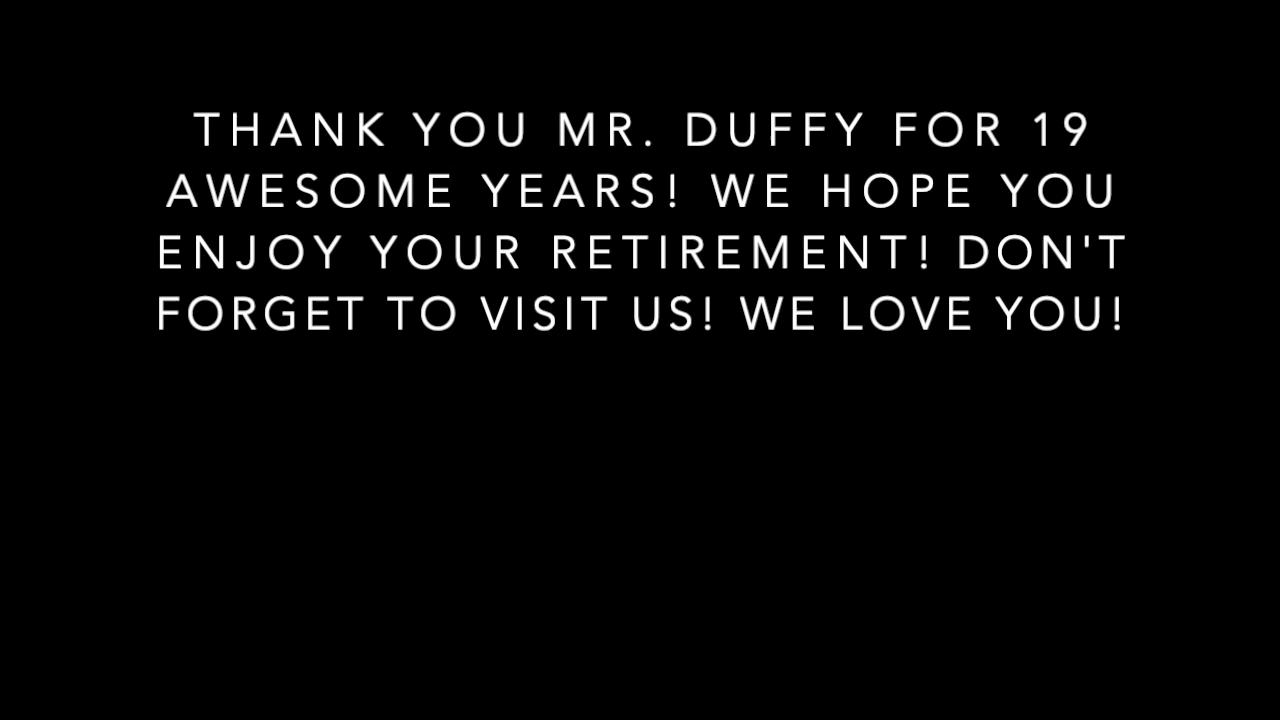 THANK YOU MR. DUFFY FOR 19
AWESOME YEARS! WE HOPE YOU
ENJOY YOUR RETIREMENT! DON'T
FORGET TO VISIT US! WE LOVE YOU!